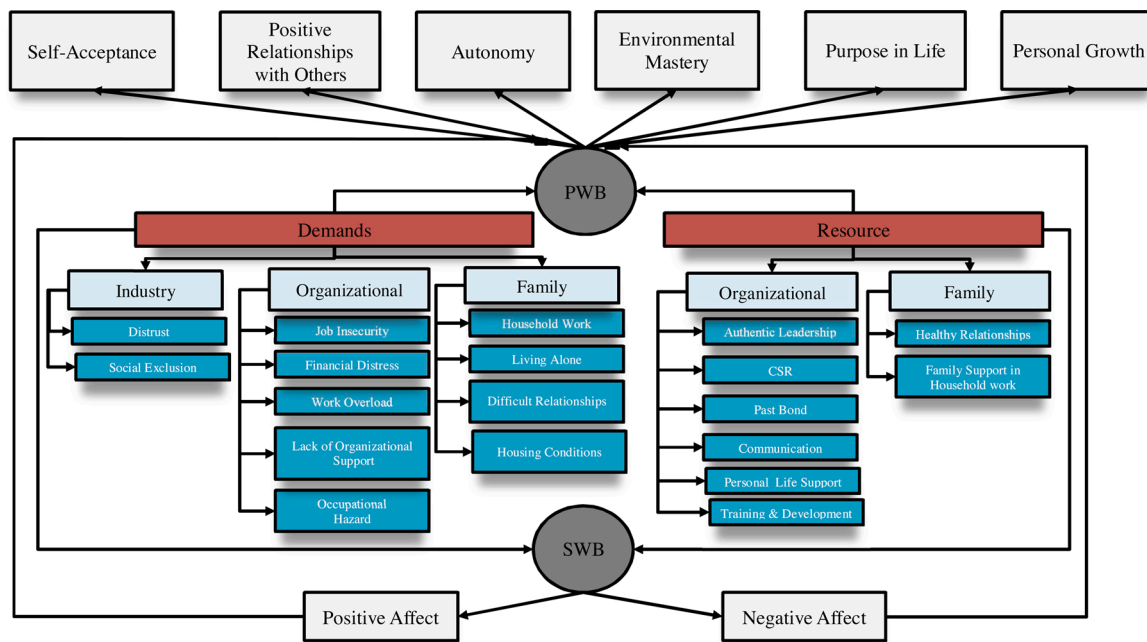 Self-Acceptance
Positive
Relationships
with Others
Autonomy
Environmental
Mastery
Purpose in Life
Personal Growth
PWB
Demands
Resource
Industry
Distrust
Social Exclusion
Organizational
Job Insecurity
Financial Distress
Work Overload
Lack of Organizational
Support
Occupational
Hazard
Family
Household Work
Living Alone
Difficult Relationships
Housing Conditions
Organizational
Authentic Leadership
CSR
Past Bond
Communication
Personal Life Support
Training & Development
Family
Healthy Relationships
Family Support in
Household work
SWB
Positive Affect
Negative Affect